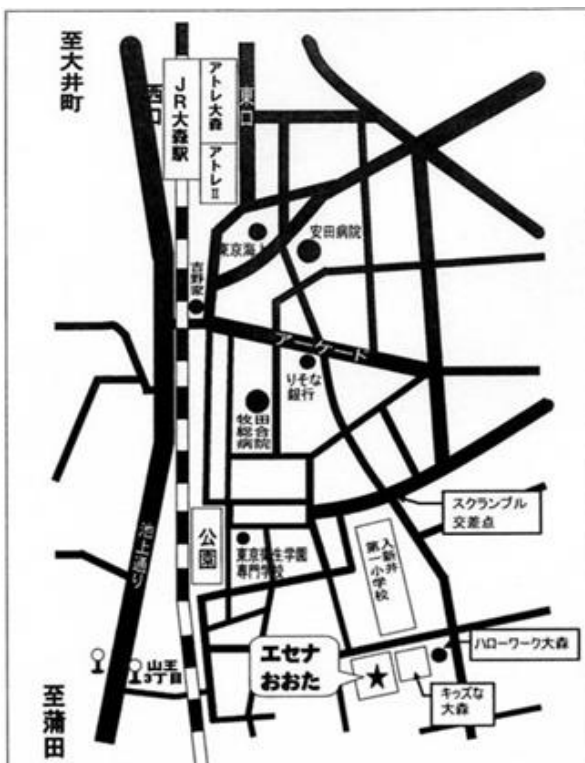 至大井町
西口
JR大森駅
アトレ大森
アトレⅡ
東海上
安田病院
吉野家
アーケード
りそな
銀行
牧田
総合
病院
スクランブル
交差点
公園
入新井
第一小学校
東京衛生学園
専門学校
池上通り
ハローワーク大森
エセナ
おおた
山王
3丁目
キッズな
大森
至蒲田